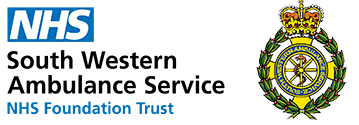 NHS
South Western
Ambulance Service
NHS Foundation Trust